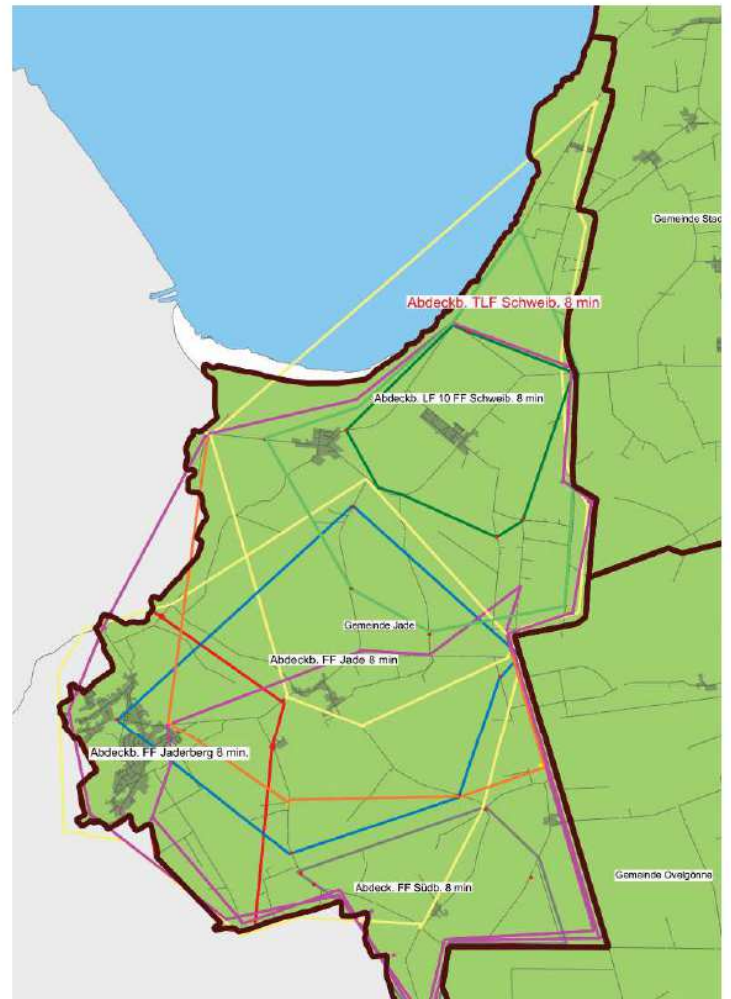 Gemeinde Stad
Abdeckb. TLF Schweib. 8 min
Abdeckb. LF 10 FF Schweib. 8 min
Gemeinde Jade
Abdeckb. FF Jade 8 min
Abdeckb. FF Jaderberg 8 min.
Gemeinde Ovelgönne
Abdeck. FF Südb. 8 min